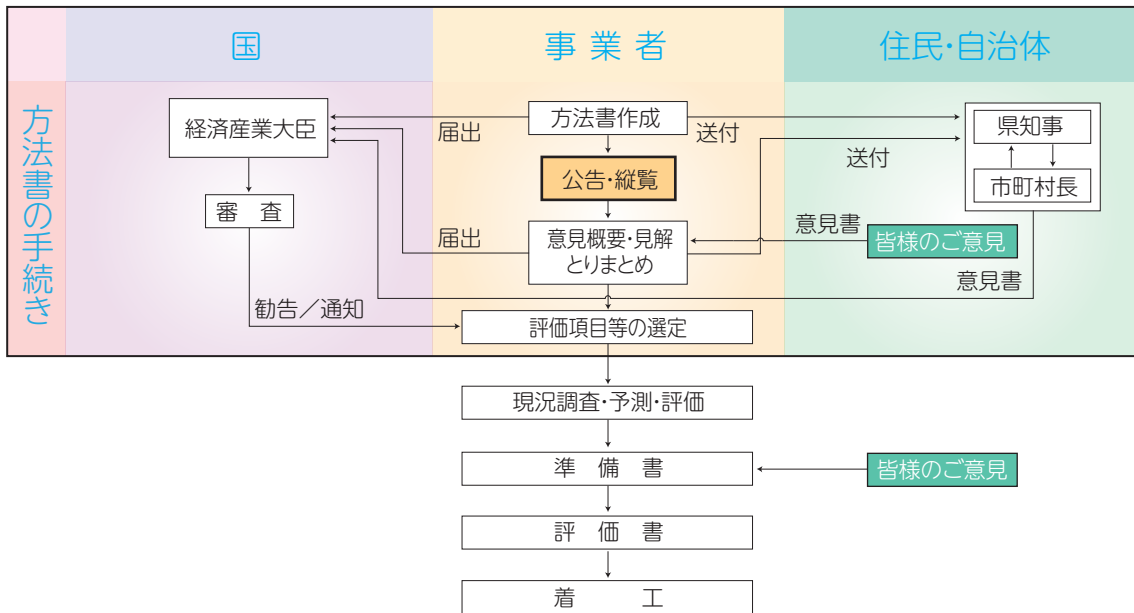 国
事業者
住民・自治体
方法書の手続き
経済産業大臣
届出
方法書作成
送付
県知事
公告・縦覧
送付
市町村長
審　査
届出
意見概要・見解
とりまとめ
意見書
皆様のご意見
意見書
勧告／通知
評価項目等の選定
現況調査・予測・評価
準　備　書
皆様のご意見
評　価　書
着　　　工